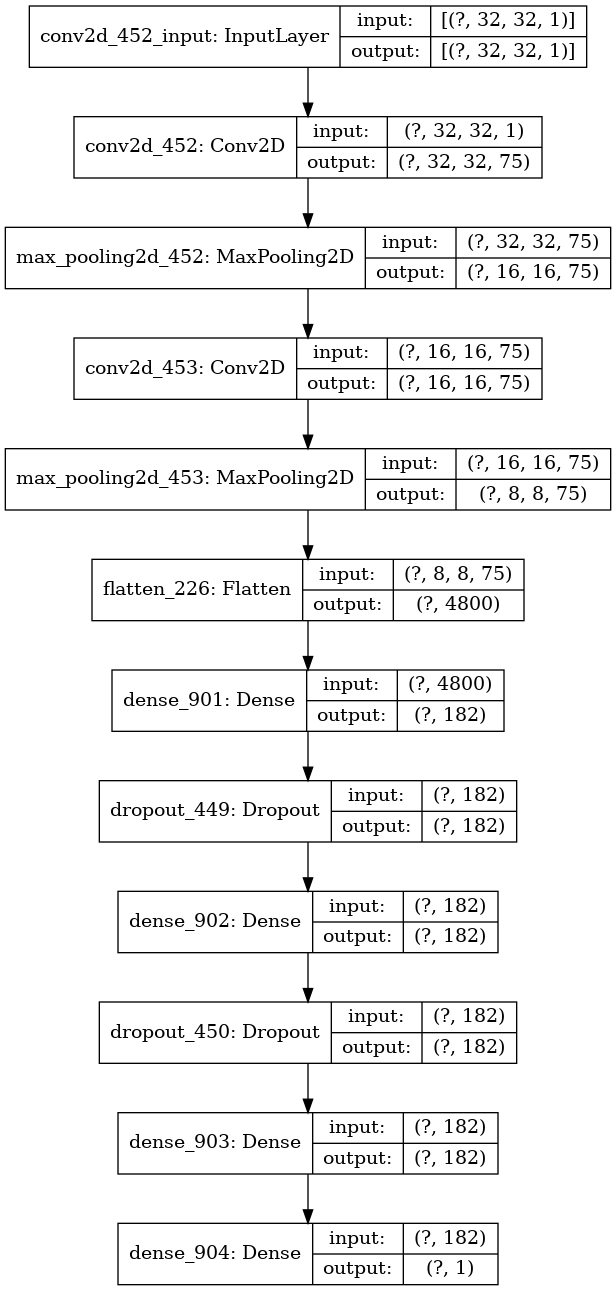 conv2d_452_input: InputLayer
input: [(?, 32, 32, 1)]
output: [(?, 32, 32, 1)]
conv2d_452: Conv2D
input: (?, 32, 32, 1)
output: (?, 32, 32, 75)
max_pooling2d_452: MaxPooling2D
input: (?, 32, 32, 75)
output: (?, 16, 16, 75)
conv2d_453: Conv2D
input: (?, 16, 16, 75)
output: (?, 16, 16, 75)
max_pooling2d_453: MaxPooling2D
input: (?, 16, 16, 75)
output: (?, 8, 8, 75)
flatten_226: Flatten
input: (?, 8, 8, 75)
output: (?, 4800)
dense_901: Dense
input: (?, 4800)
output: (?, 182)
dropout_449: Dropout
input: (?, 182)
output: (?, 182)
dense_902: Dense
input: (?, 182)
output: (?, 182)
dropout_450: Dropout
input: (?, 182)
output: (?, 182)
dense_903: Dense
input: (?, 182)
output: (?, 182)
dense_904: Dense
input: (?, 182)
output: (?, 1)